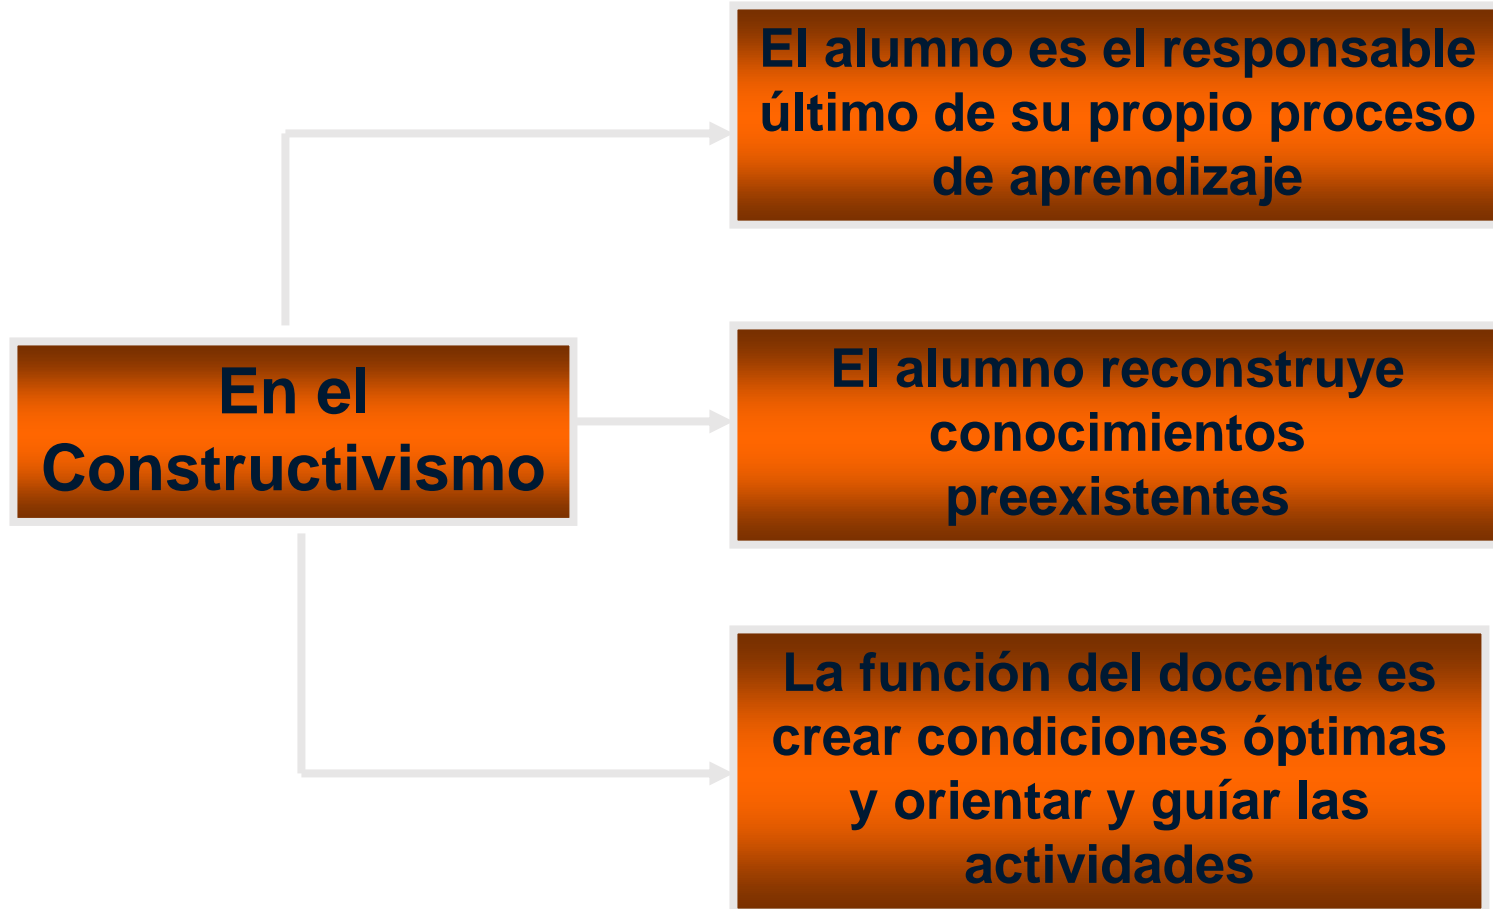 El alumno es el responsable
último de su propio proceso
de aprendizaje
En el
Constructivismo
El alumno reconstruye
conocimientos
preexistentes
La función del docente es
crear condiciones óptimas
y orientar y guíar las
actividades